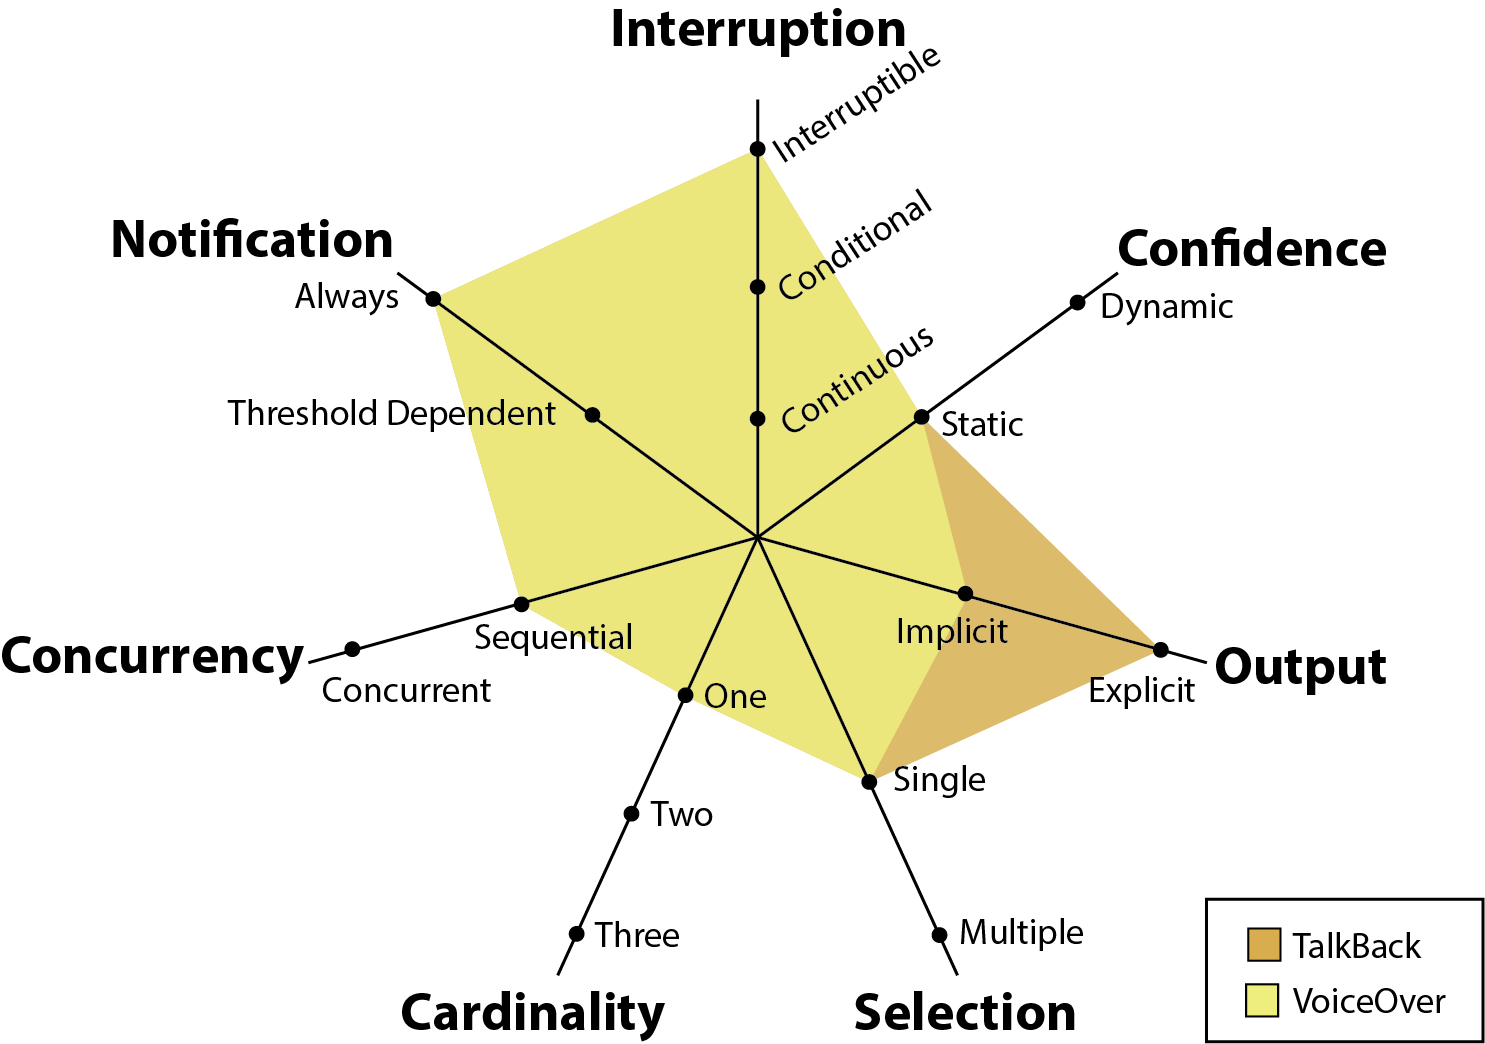 Interruption
Interruptible
Conditional
Continuous
Notification
Always
Threshold Dependent
Confidence
Dynamic
Static
Concurrency
Sequential
Concurrent
Implicit
Explicit
Output
One
Two
Three
Cardinality
Single
Multiple
Selection
TalkBack
VoiceOver